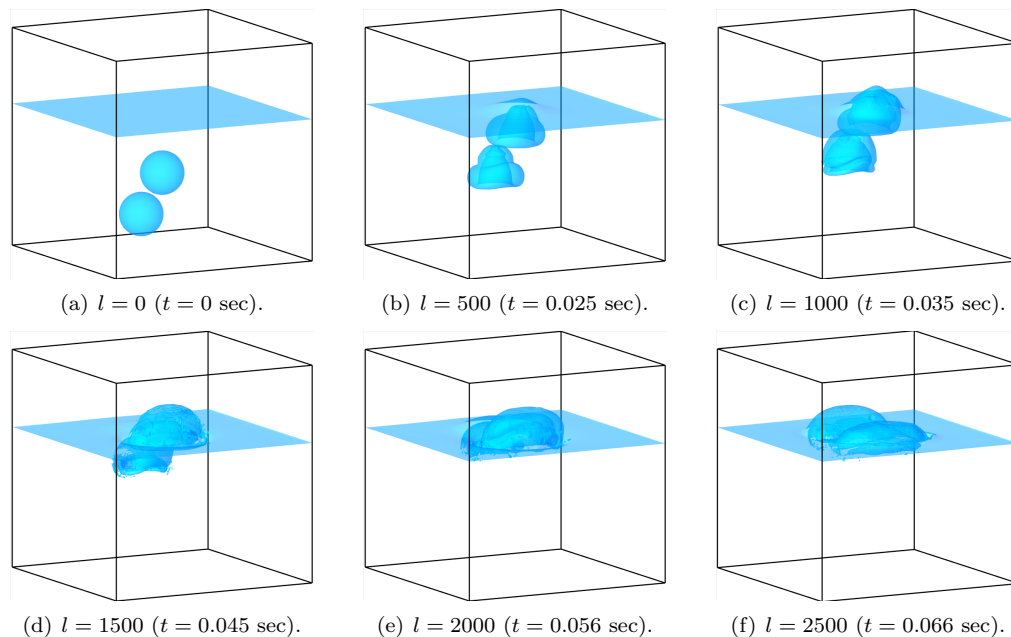 (a) l = 0 (t = 0 sec).
(b) l = 500 (t = 0.025 sec).
(c) l = 1000 (t = 0.035 sec).
(d) l = 1500 (t = 0.045 sec).
(e) l = 2000 (t = 0.056 sec).
(f) l = 2500 (t = 0.066 sec).